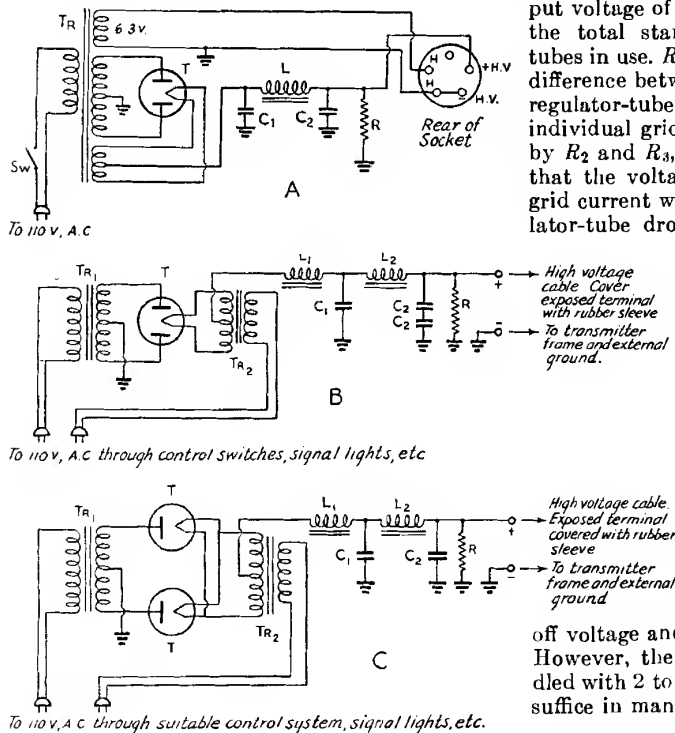 put voltage of
the total stan
tubes in use. R
difference betw
regulator-tube
individual grid
by R2 and R3,
that the volta
grid current w
lator-tube dro
TR
6 3 v.
T
L
C1
C2
R
H
H
+H.V
H.V.
Rear of
Socket
Sw
A
To 110 v, A.C
TR1
T
TR2
L1
L2
C1
C2
C2
R
+
-
High voltage
cable Cover
exposed terminal
with rubber sleeve
To transmitter
frame and external
ground.
B
To 110 v, A.C through control switches, signal lights, etc
TR1
T
T
TR2
L1
L2
C1
C2
R
+
-
High voltage cable.
Exposed terminal
covered with rubber
sleeve
To transmitter
frame and external
ground
C
To 110 v, A C through suitable control system, signal lights, etc.
off voltage and
However, the
dled with 2 to
suffice in man